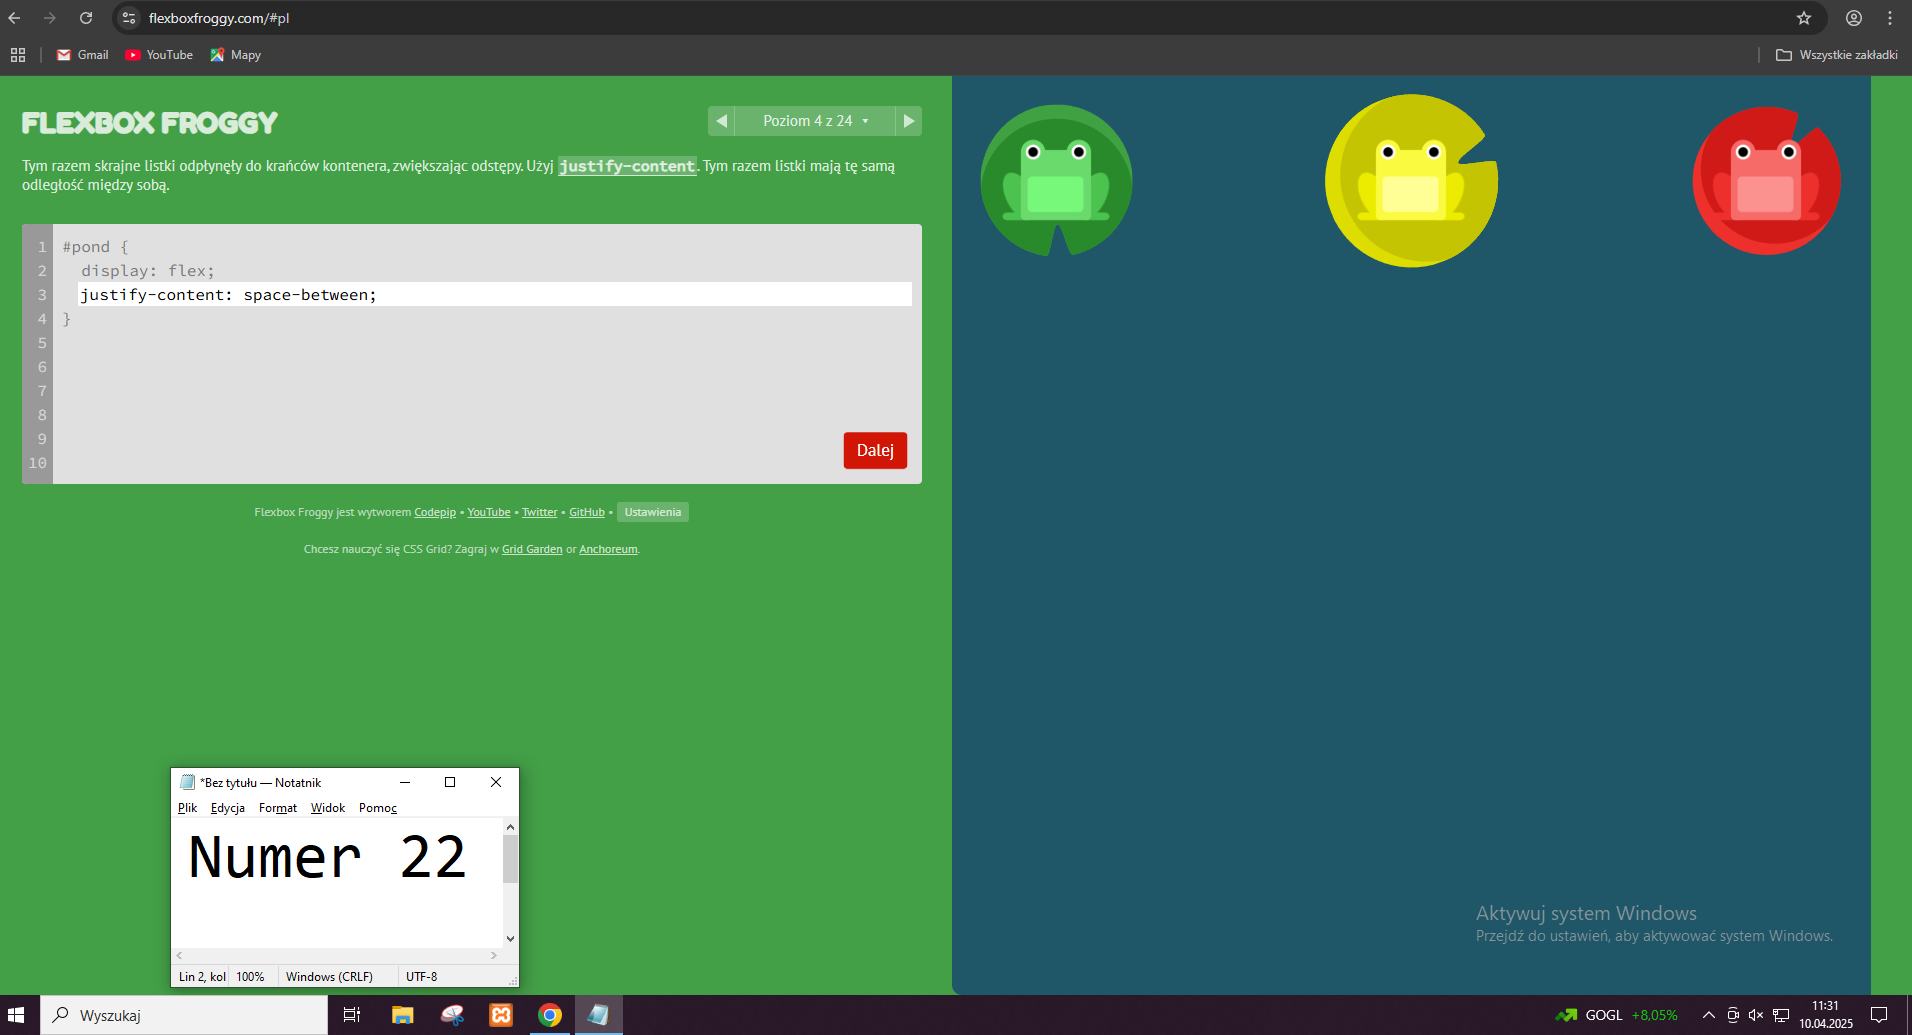 flexboxfroggy.com/#pl
Gmail
YouTube
Mapy
Wszystkie zakładki
FLEXBOX FROGGY
Poziom 4 z 24
Tym razem skrajne listki odpłynęły do krańców kontenera, zwiększając odstępy. Użyj justify-content. Tym razem listki mają tę samą
odległość między sobą.
1 #pond {
2 display: flex;
3 justify-content: space-between;
4 }
5
6
7
8
9
10
Dalej
Flexbox Froggy jest wytworem Codepip • YouTube • Twitter • GitHub • Ustawienia
Chcesz nauczyć się CSS Grid? Zagraj w Grid Garden or Anchoreum.
*Bez tytułu — Notatnik
Plik Edycja Format Widok Pomoc
Numer 22
Lin 2, kol 100% Windows (CRLF) UTF-8
Aktywuj system Windows
Przejdź do ustawień, aby aktywować system Windows.
Wyszukaj
GOGL +8,05%
11:31
10.04.2025